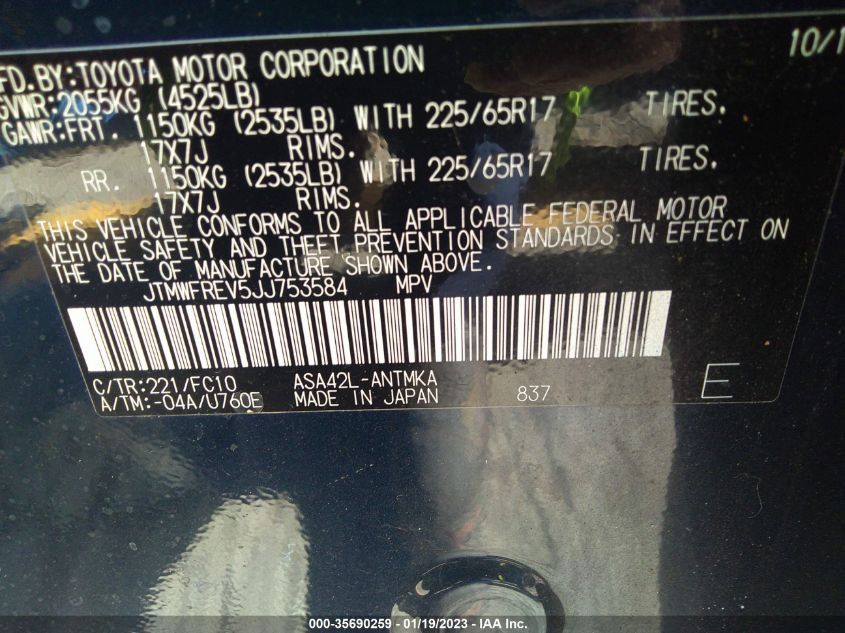 FD. BY: TOYOTA MOTOR CORPORATION 10/1
GVWR: 2055KG (4525LB)
GAWR: FRT. 1150KG (2535LB) WITH 225/65R17 TIRES.
17X7J RIMS.
RR. 1150KG (2535LB) WITH 225/65R17 TIRES.
17X7J RIMS.
THIS VEHICLE CONFORMS TO ALL APPLICABLE FEDERAL MOTOR
VEHICLE SAFETY AND THEFT PREVENTION STANDARDS IN EFFECT ON
THE DATE OF MANUFACTURE SHOWN ABOVE.
JTMWFREV5JJ753584 MPV
C/TR: 221/FC10 ASA42L-ANTMKA
A/TM: -04A/U760E MADE IN JAPAN 837 E
000-35690259 - 01/19/2023 - IAA Inc.